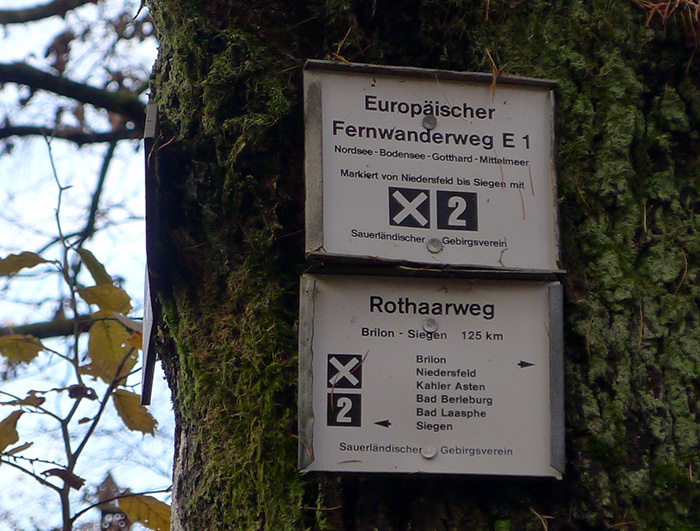 Europäischer
Fernwanderweg E 1
Nordsee-Bodensee-Gotthard-Mittelmeer
Markiert von Niedersfeld bis Siegen mit
X 2
Sauerländischer Gebirgsverein
Rothaarweg
Brilon - Siegen 125 km
X
2
Brilon
Niedersfeld
Kahler Asten
Bad Berleburg
Bad Laasphe
Siegen
Sauerländischer Gebirgsverein